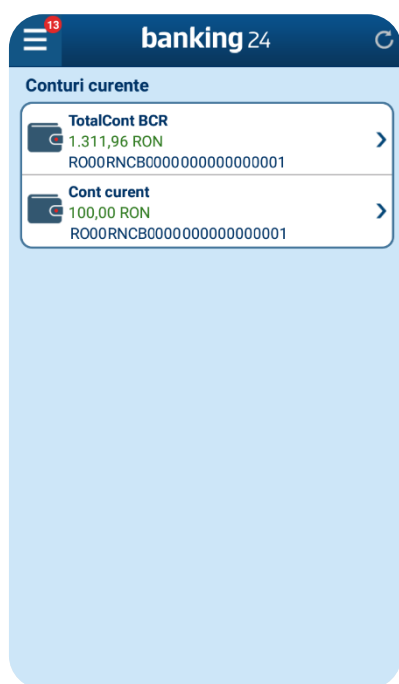 13
banking 24
Conturi curente
TotalCont BCR
1.311,96 RON
RO00RNCB0000000000000001
Cont curent
100,00 RON
RO00RNCB0000000000000001